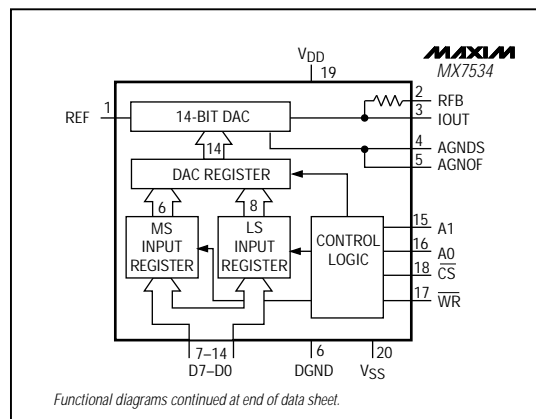 VDD
19
MAXIM
MX7534
1
REF
14-BIT DAC
2
RFB
3
IOUT
14
4
AGNDS
5
AGNOF
DAC REGISTER
6
8
MS
INPUT
REGISTER
LS
INPUT
REGISTER
CONTROL
LOGIC
15
A1
16
A0
18
CS
17
WR
7–14
D7–D0
6
DGND
20
VSS
Functional diagrams continued at end of data sheet.